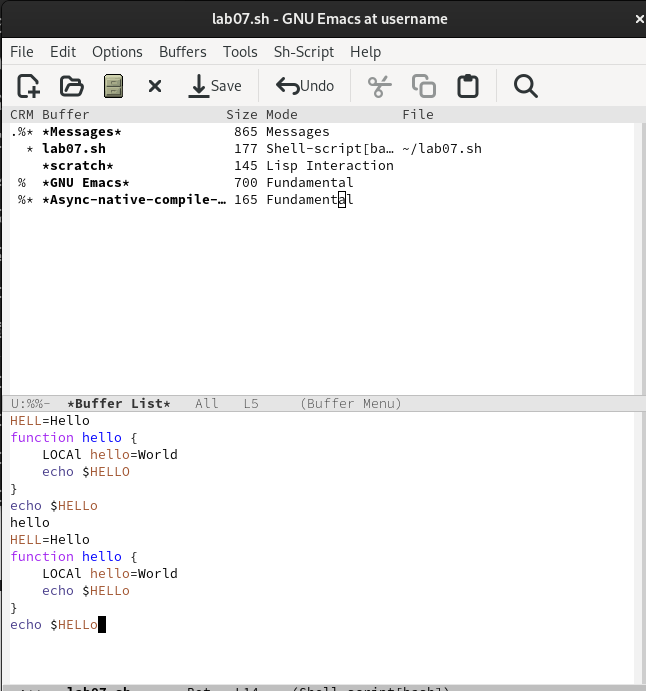 lab07.sh - GNU Emacs at username
File Edit Options Buffers Tools Sh-Script Help
Save Undo
CRM Buffer Size Mode File
.%* *Messages* 865 Messages
* lab07.sh 177 Shell-script[ba… ~/lab07.sh
*scratch* 145 Lisp Interaction
% *GNU Emacs* 700 Fundamental
%* *Async-native-compile-… 165 Fundamental
U:%%- *Buffer List* All L5 (Buffer Menu)
HELL=Hello
function hello {
LOCAl hello=World
echo $HELLO
}
echo $HELLo
hello
HELL=Hello
function hello {
LOCAl hello=World
echo $HELLo
}
echo $HELLo
lab07.sh Bot L14 (Shell-script[bash])